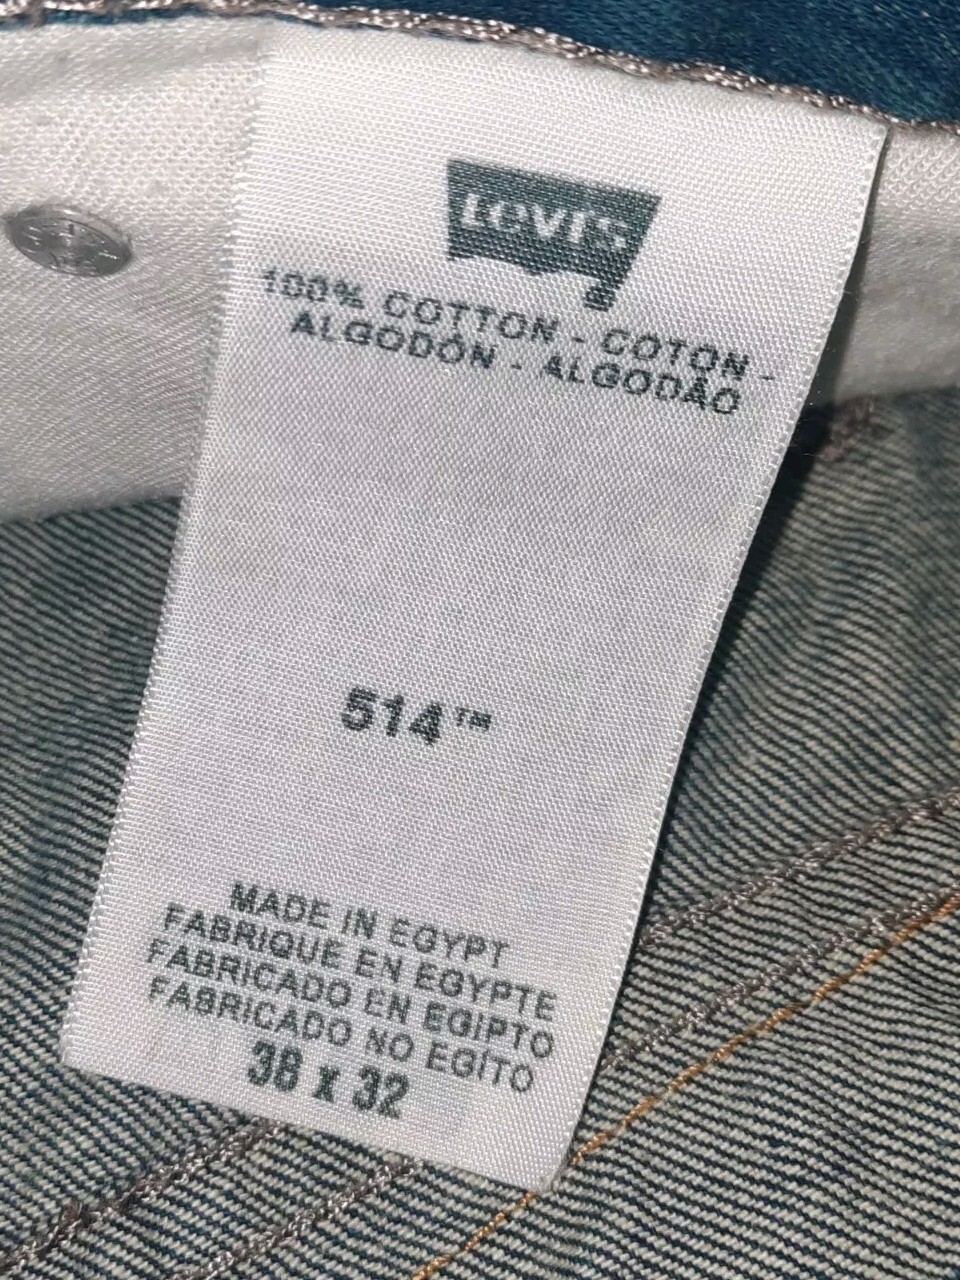 Levi's
100% COTTON - COTON -
ALGODÓN - ALGODÃO
514™
MADE IN EGYPT
FABRIQUE EN EGYPTE
FABRICADO EN EGIPTO
FABRICADO NO EGITO
38 x 32